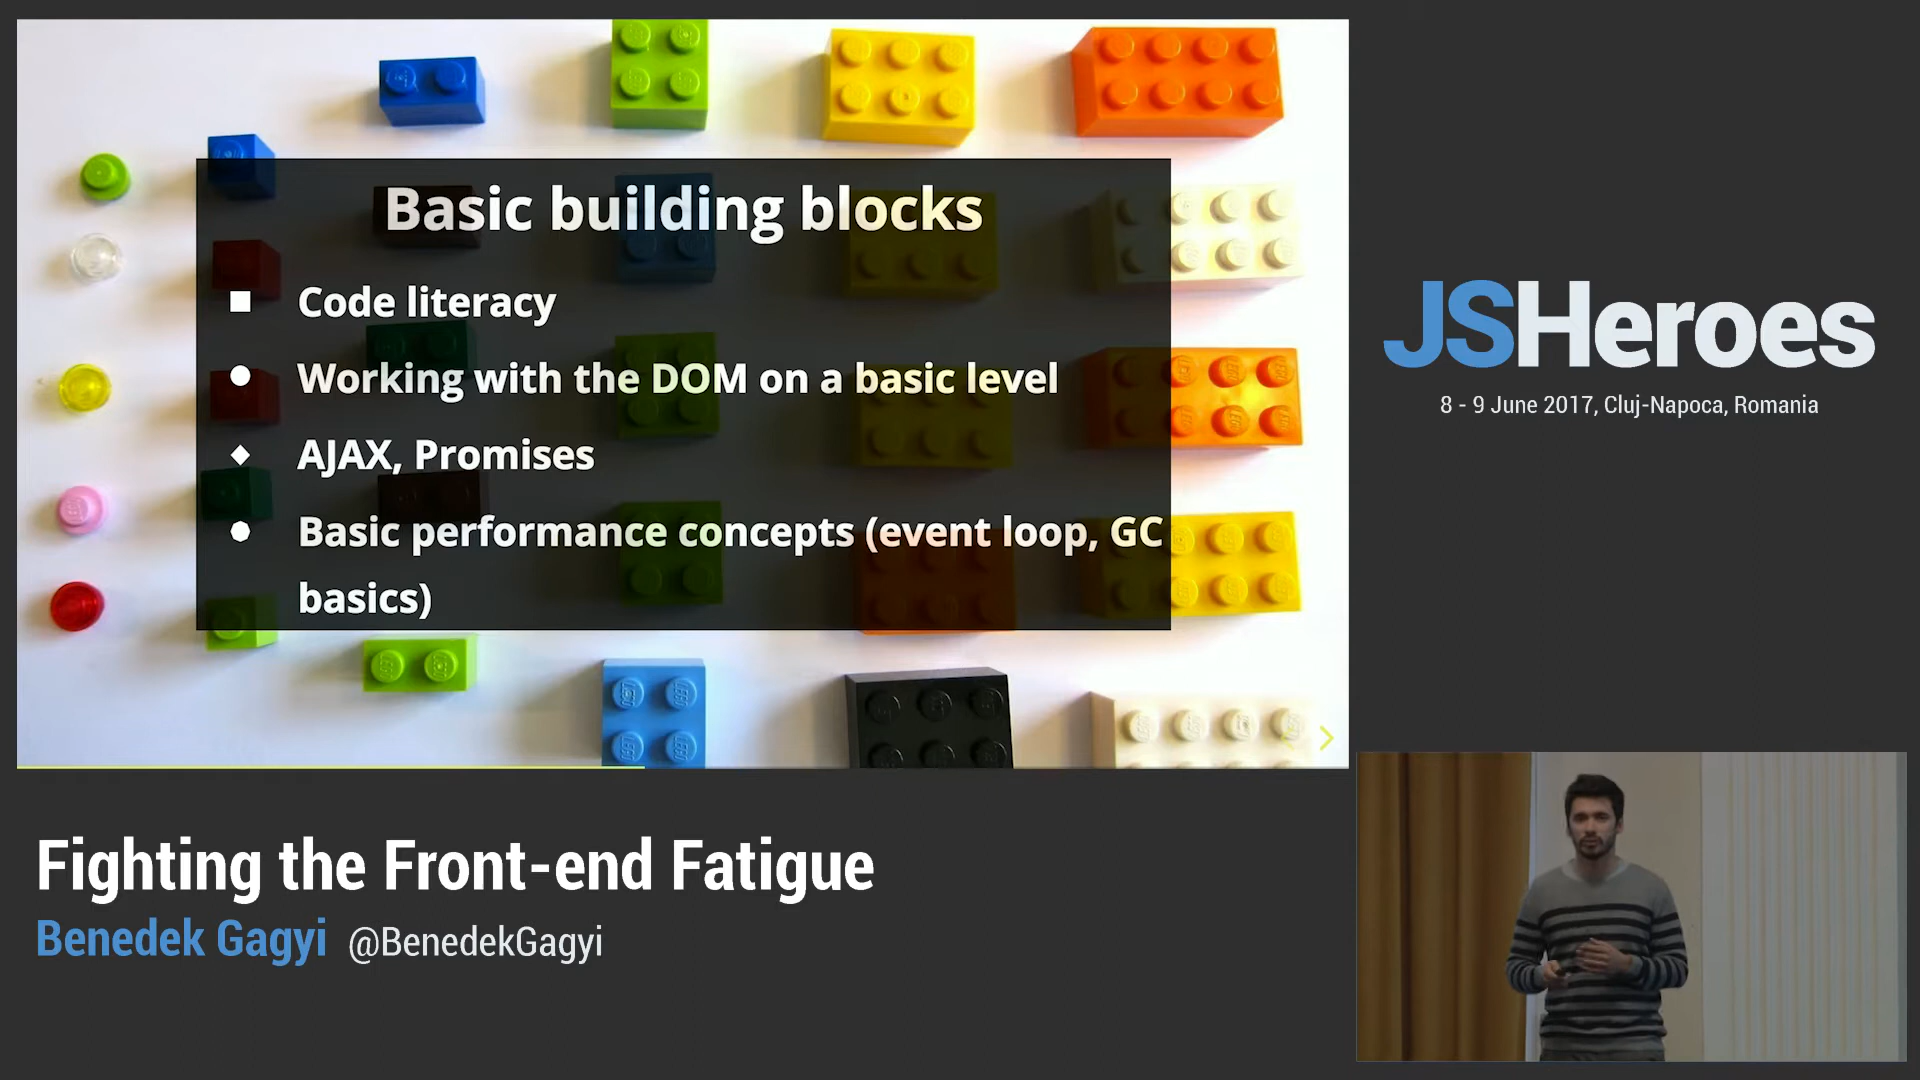 Basic building blocks
Code literacy
Working with the DOM on a basic level
AJAX, Promises
Basic performance concepts (event loop, GC
basics)
JSHeroes
8 - 9 June 2017, Cluj-Napoca, Romania
Fighting the Front-end Fatigue
Benedek Gagyi @BenedekGagyi